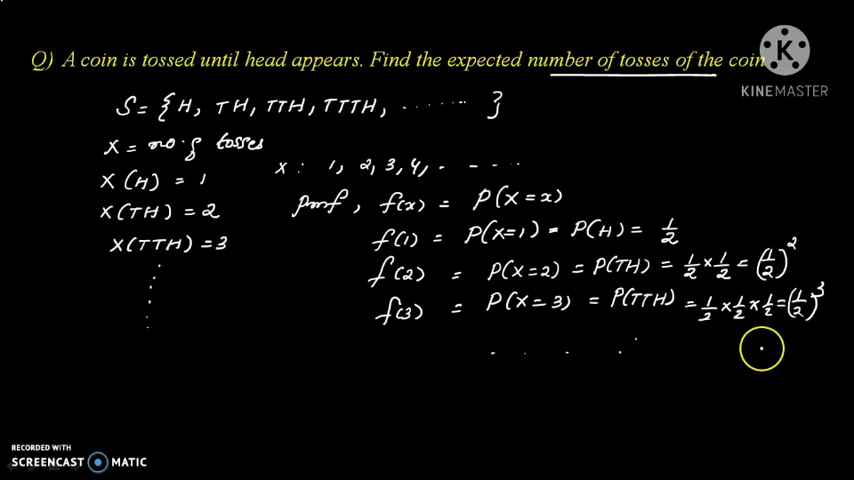 Q) A coin is tossed until head appears. Find the expected number of tosses of the coin
KINEMASTER
S = { H, TH, TTH, TTTH, ....... }
X = no. of tosses
X : 1, 2, 3, 4, . - - - .
X (H) = 1
pmf, f(x) = P(X = x)
X (TH) = 2
f(1) = P(X=1) = P(H) = 1/2
X (TTH) = 3
f(2) = P(X=2) = P(TH) = 1/2 × 1/2 = (1/2)^2
f(3) = P(X=3) = P(TTH) = 1/2 × 1/2 × 1/2 = (1/2)^3
RECORDED WITH
SCREENCAST MATIC